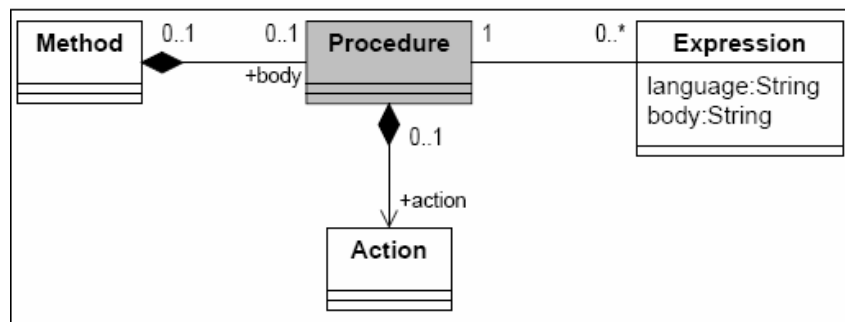 Method
0..1
0..1
Procedure
1
0..*
Expression
+body
language:String
body:String
0..1
+action
Action